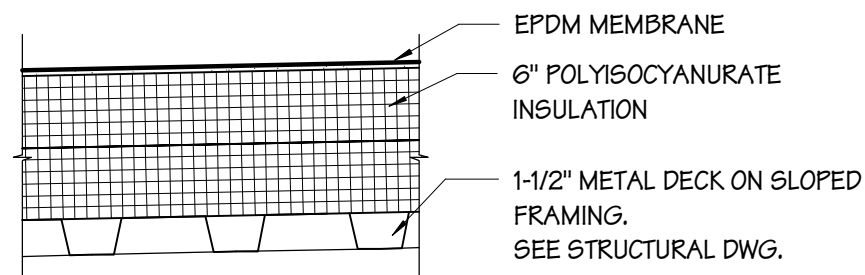 EPDM MEMBRANE
6" POLYISOCYANURATE
INSULATION
1-1/2" METAL DECK ON SLOPED
FRAMING.
SEE STRUCTURAL DWG.